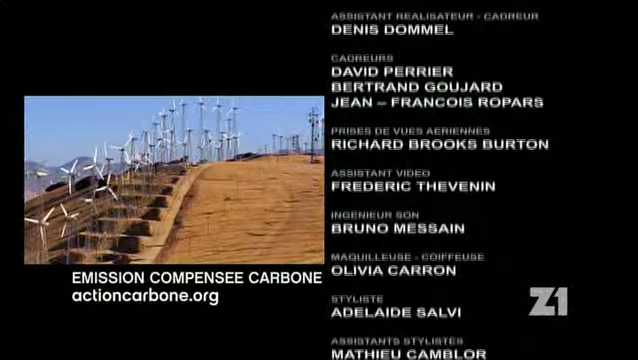 ASSISTANT REALISATEUR - CADREUR
DENIS DOMMEL
CADREURS
DAVID PERRIER
BERTRAND GOUJARD
JEAN – FRANCOIS ROPARS
PRISES DE VUES AERIENNES
RICHARD BROOKS BURTON
ASSISTANT VIDEO
FREDERIC THEVENIN
INGENIEUR SON
BRUNO MESSAIN
MAQUILLEUSE - COIFFEUSE
OLIVIA CARRON
STYLISTE
ADELAIDE SALVI
ASSISTANTS STYLISTES
MATHIEU CAMBLOR
EMISSION COMPENSEE CARBONE
actioncarbone.org
Z1